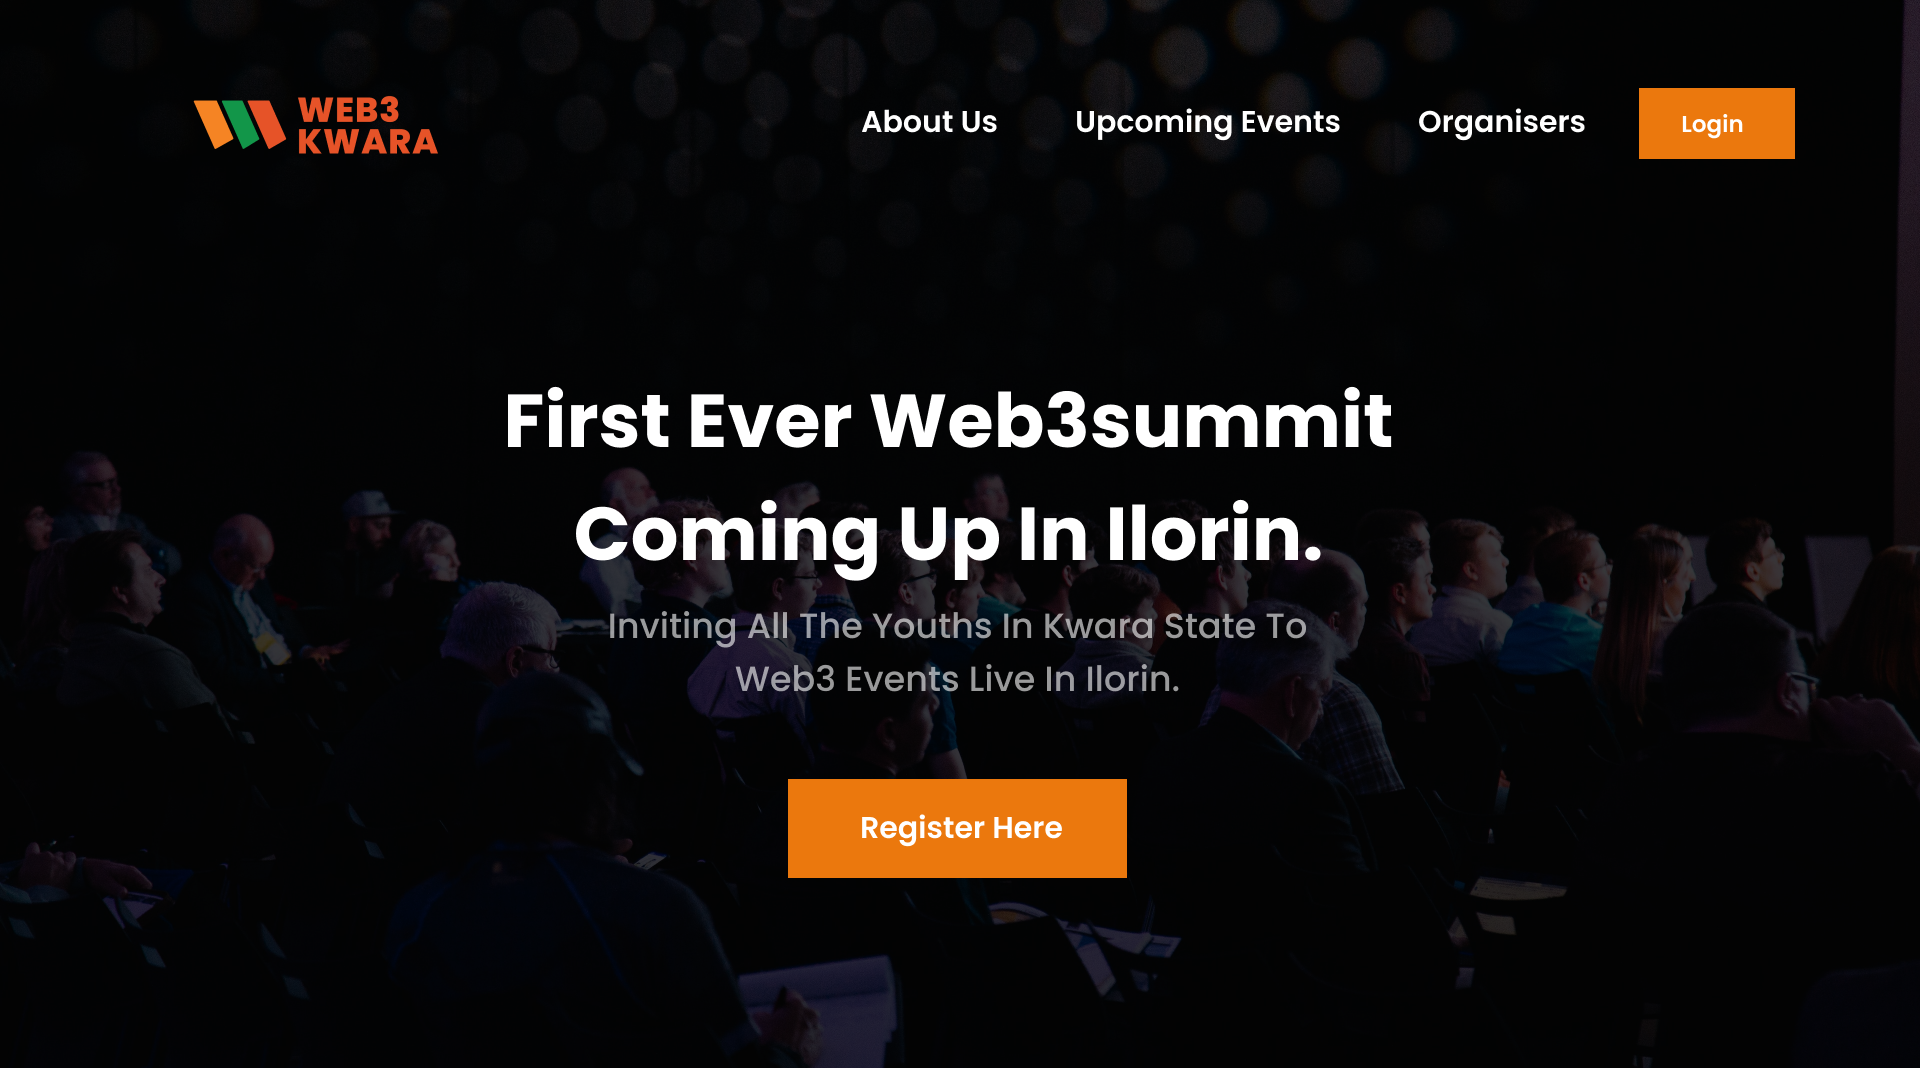 WEB3
KWARA
About Us
Upcoming Events
Organisers
Login
First Ever Web3summit
Coming Up In Ilorin.
Inviting All The Youths In Kwara State To
Web3 Events Live In Ilorin.
Register Here